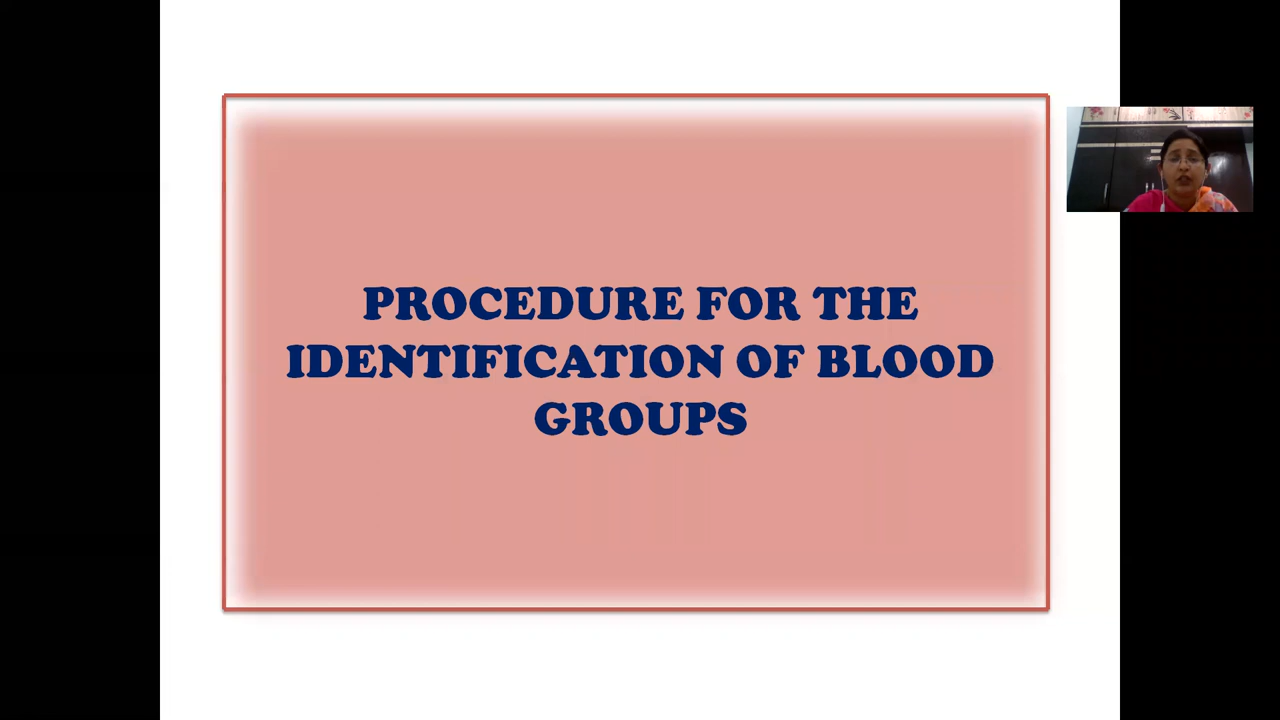 PROCEDURE FOR THE
IDENTIFICATION OF BLOOD
GROUPS